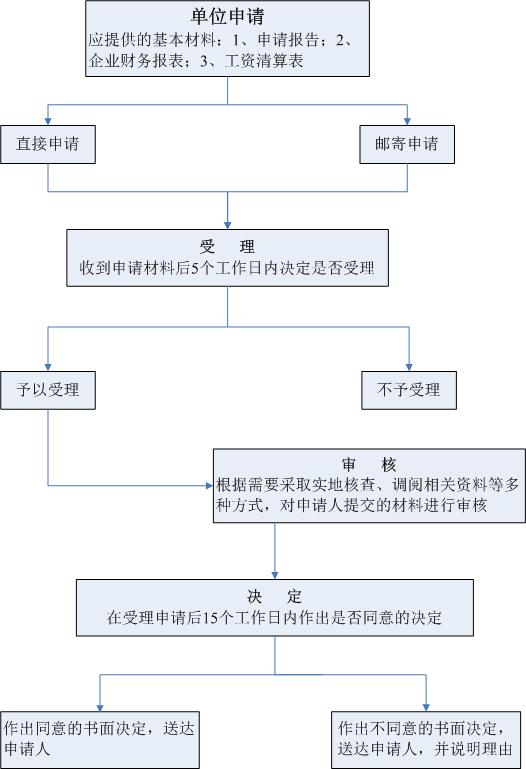 单位申请
应提供的基本材料：1、申请报告；2、
企业财务报表；3、工资清算表
直接申请
邮寄申请
受 理
收到申请材料后5个工作日内决定是否受理
予以受理
不予受理
审 核
根据需要采取实地核查、调阅相关资料等多
种方式，对申请人提交的材料进行审核
决 定
在受理申请后15个工作日内作出是否同意的决定
作出同意的书面决定，送达
申请人
作出不同意的书面决定，
送达申请人，并说明理由